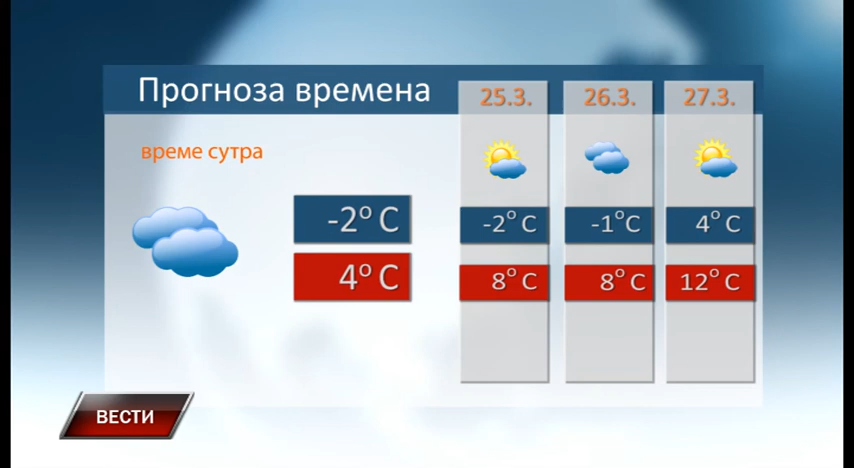 Прогноза времена
време сутра
-2° C
4° C
25.3. 26.3. 27.3.
-2° C -1°C 4° C
8° C 8° C 12° C
ВЕСТИ